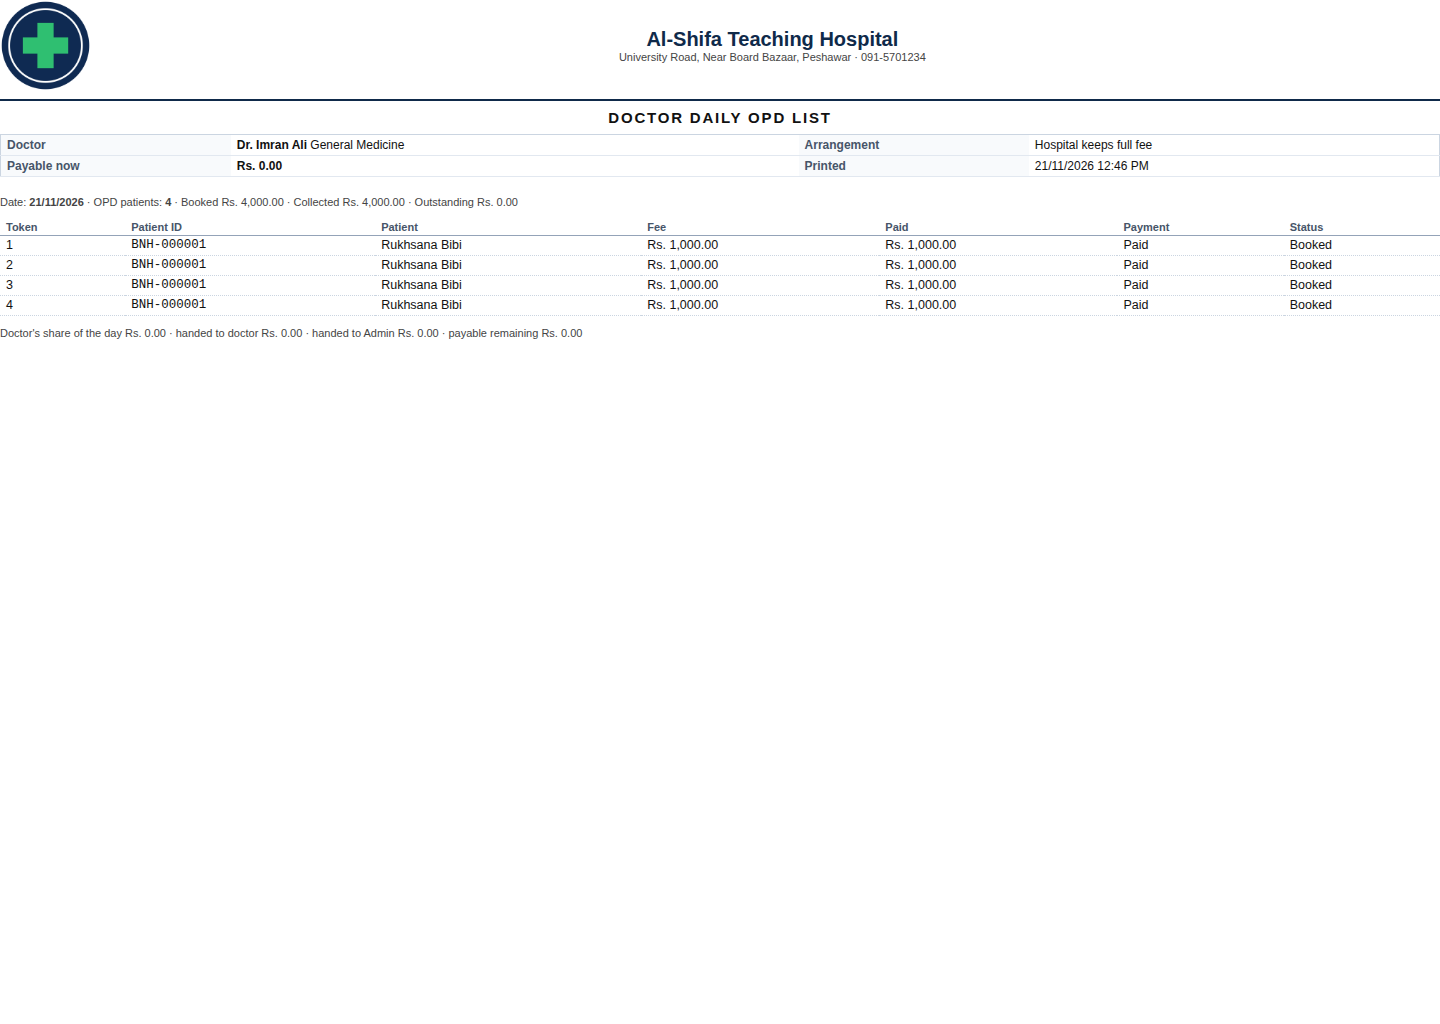 Al-Shifa Teaching Hospital
University Road, Near Board Bazaar, Peshawar · 091-5701234
DOCTOR DAILY OPD LIST
Doctor Dr. Imran Ali General Medicine Arrangement Hospital keeps full fee
Payable now Rs. 0.00 Printed 21/11/2026 12:46 PM
Date: 21/11/2026 · OPD patients: 4 · Booked Rs. 4,000.00 · Collected Rs. 4,000.00 · Outstanding Rs. 0.00
Token Patient ID Patient Fee Paid Payment Status
1 BNH-000001 Rukhsana Bibi Rs. 1,000.00 Rs. 1,000.00 Paid Booked
2 BNH-000001 Rukhsana Bibi Rs. 1,000.00 Rs. 1,000.00 Paid Booked
3 BNH-000001 Rukhsana Bibi Rs. 1,000.00 Rs. 1,000.00 Paid Booked
4 BNH-000001 Rukhsana Bibi Rs. 1,000.00 Rs. 1,000.00 Paid Booked
Doctor's share of the day Rs. 0.00 · handed to doctor Rs. 0.00 · handed to Admin Rs. 0.00 · payable remaining Rs. 0.00